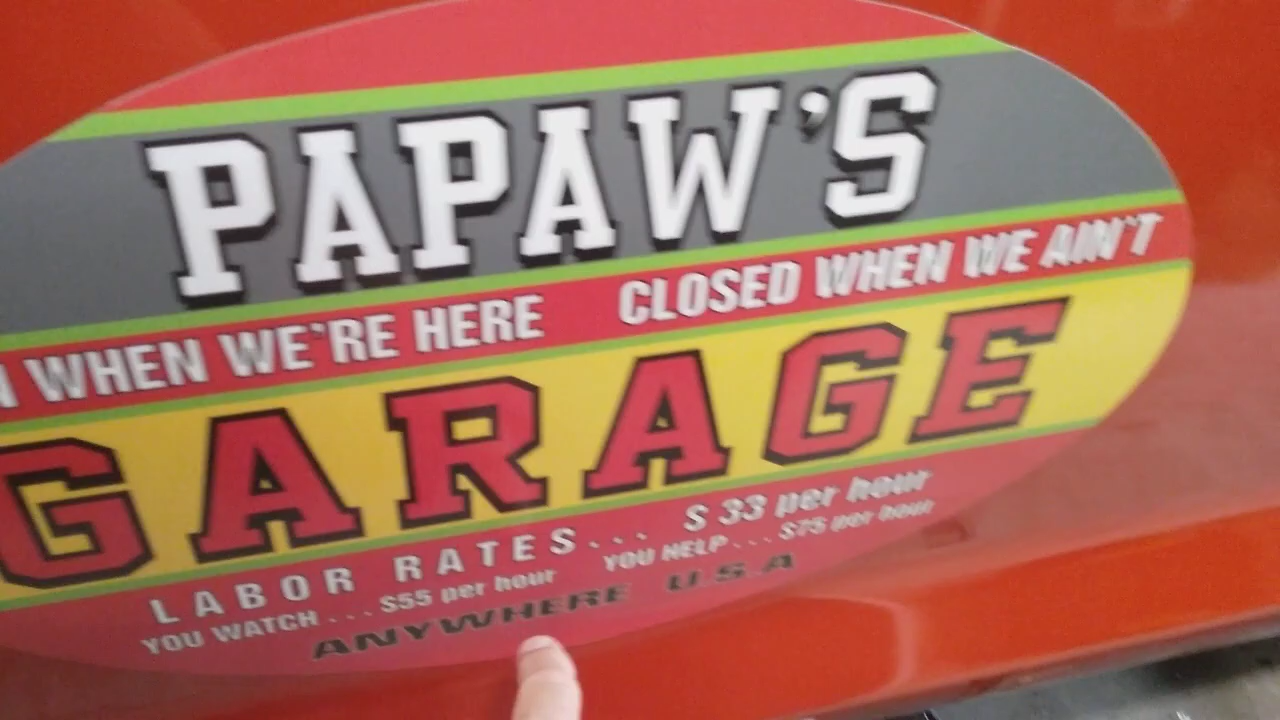 PAPAW'S
WHEN WE'RE HERE CLOSED WHEN WE AIN'T
GARAGE
LABOR RATES... $ 33 per hour
YOU WATCH... $55 per hour YOU HELP... $75 per hour
ANYWHERE U.S.A